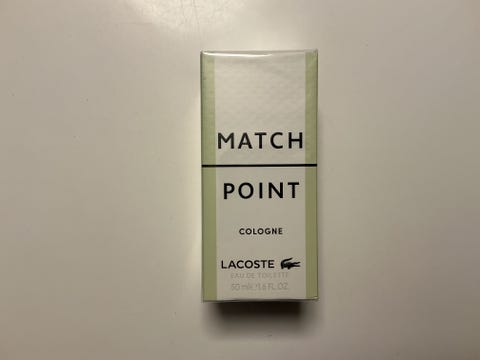 MATCH
POINT
COLOGNE
LACOSTE
EAU DE TOILETTE
50 ml℮1.6 FL.OZ.